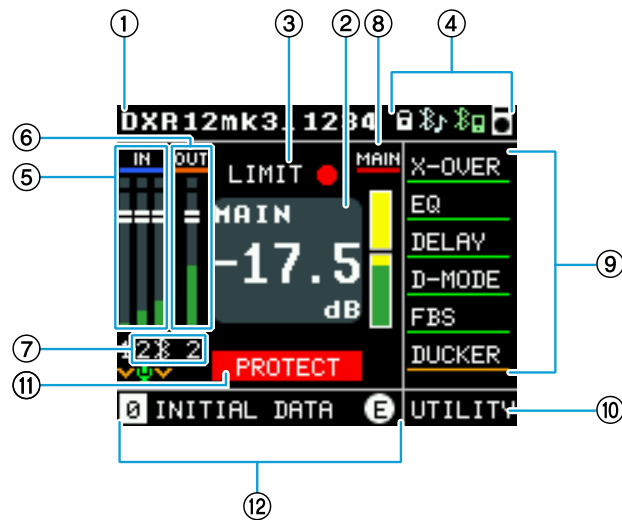 ① ③ ② ⑧ ④
DXR12mk3 1234
⑥ IN OUT LIMIT MAIN X-OVER
⑤ MAIN EQ
-17.5 DELAY
dB D-MODE ⑨
FBS
⑦ 2 2 DUCKER
⑪ PROTECT
0 INITIAL DATA E UTILITY ⑩
⑫